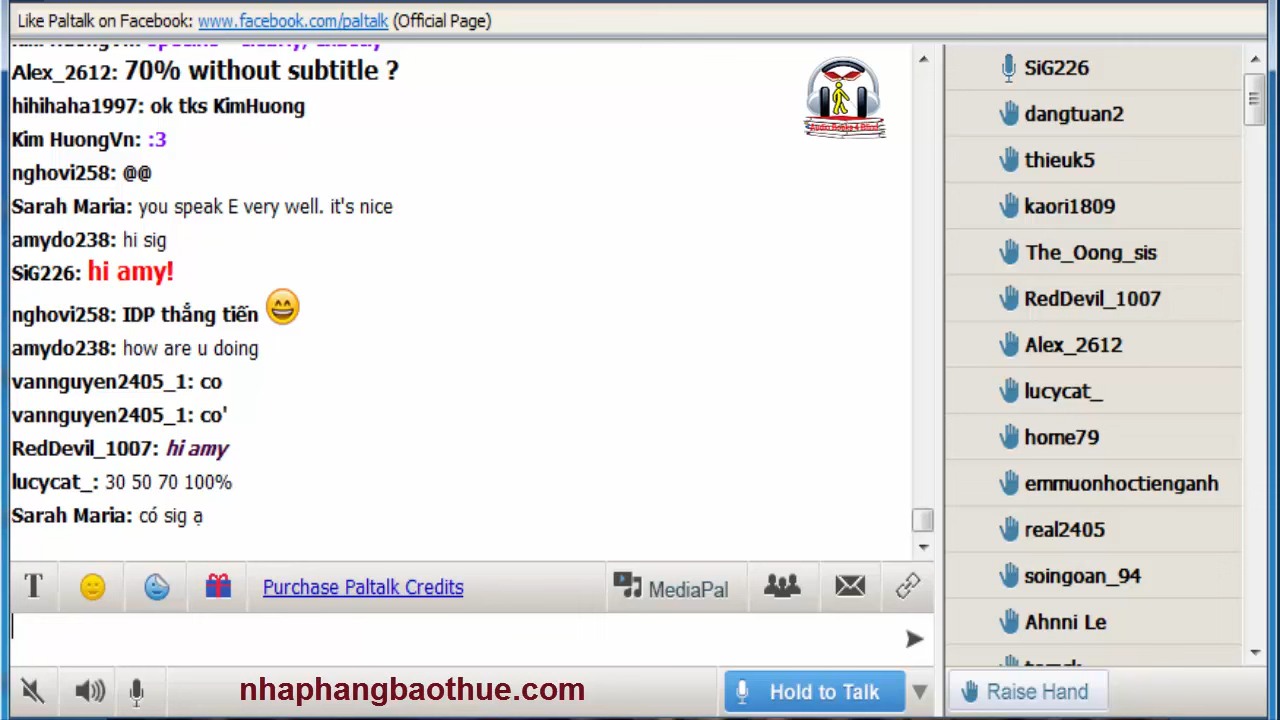 Like Paltalk on Facebook: www.facebook.com/paltalk (Official Page)
Alex_2612: 70% without subtitle ?
hihihaha1997: ok tks KimHuong
Kim HuongVn: :3
nghovi258: @@
Sarah Maria: you speak E very well. it's nice
amydo238: hi sig
SiG226: hi amy!
nghovi258: IDP thẳng tiến
amydo238: how are u doing
vannguyen2405_1: co
vannguyen2405_1: co'
RedDevil_1007: hi amy
lucycat_: 30 50 70 100%
Sarah Maria: có sig ạ
T
Purchase Paltalk Credits
MediaPal
nhaphangbaothue.com
Hold to Talk
SiG226
dangtuan2
thieuk5
kaori1809
The_Oong_sis
RedDevil_1007
Alex_2612
lucycat_
home79
emmuonhoctienganh
real2405
soingoan_94
Ahnni Le
Raise Hand